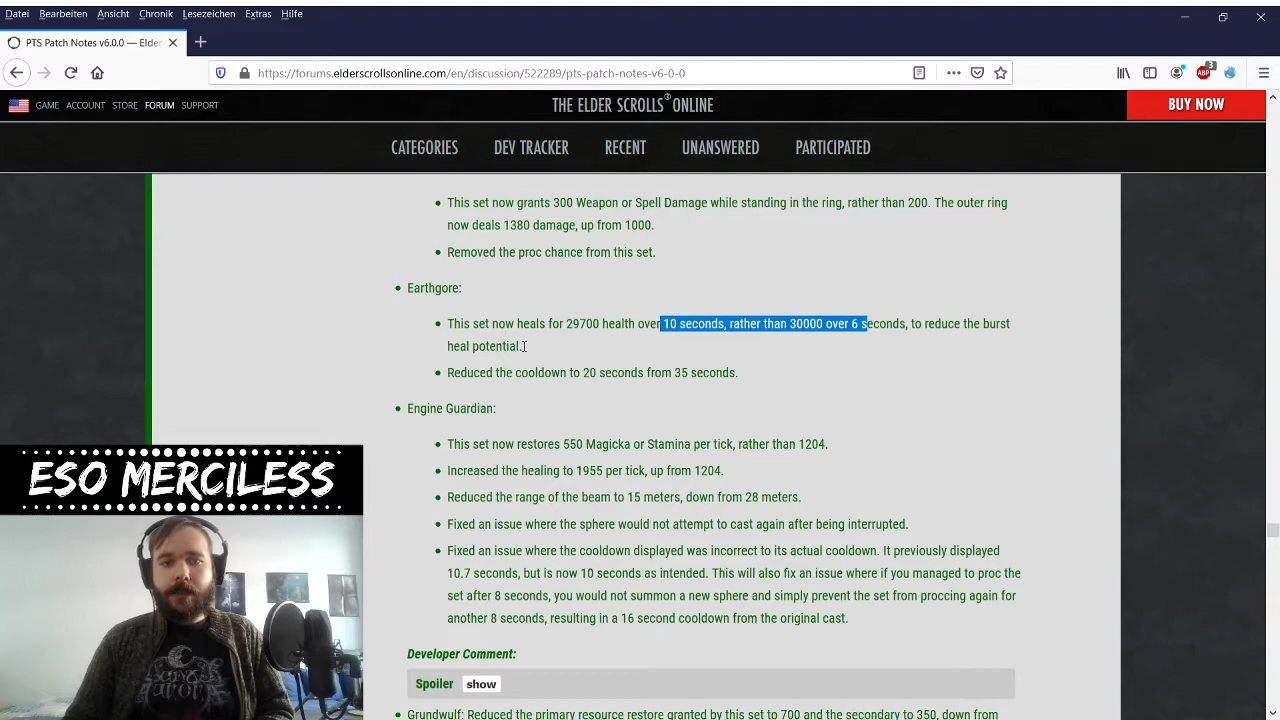 Datei Bearbeiten Ansicht Chronik Lesezeichen Extras Hilfe
PTS Patch Notes v6.0.0 — Elder
https://forums.elderscrollsonline.com/en/discussion/522289/pts-patch-notes-v6-0-0
ABP 3
GAME ACCOUNT STORE FORUM SUPPORT
THE ELDER SCROLLS® ONLINE
BUY NOW
CATEGORIES DEV TRACKER RECENT UNANSWERED PARTICIPATED
This set now grants 300 Weapon or Spell Damage while standing in the ring, rather than 200. The outer ring
now deals 1380 damage, up from 1000.
Removed the proc chance from this set.
Earthgore:
This set now heals for 29700 health over 10 seconds, rather than 30000 over 6 seconds, to reduce the burst
heal potential.
Reduced the cooldown to 20 seconds from 35 seconds.
Engine Guardian:
This set now restores 550 Magicka or Stamina per tick, rather than 1204.
Increased the healing to 1955 per tick, up from 1204.
Reduced the range of the beam to 15 meters, down from 28 meters.
Fixed an issue where the sphere would not attempt to cast again after being interrupted.
Fixed an issue where the cooldown displayed was incorrect to its actual cooldown. It previously displayed
10.7 seconds, but is now 10 seconds as intended. This will also fix an issue where if you managed to proc the
set after 8 seconds, you would not summon a new sphere and simply prevent the set from proccing again for
another 8 seconds, resulting in a 16 second cooldown from the original cast.
Developer Comment:
Spoiler show
Grundwulf: Reduced the primary resource restore granted by this set to 700 and the secondary to 350, down from
ESO MERCILESS